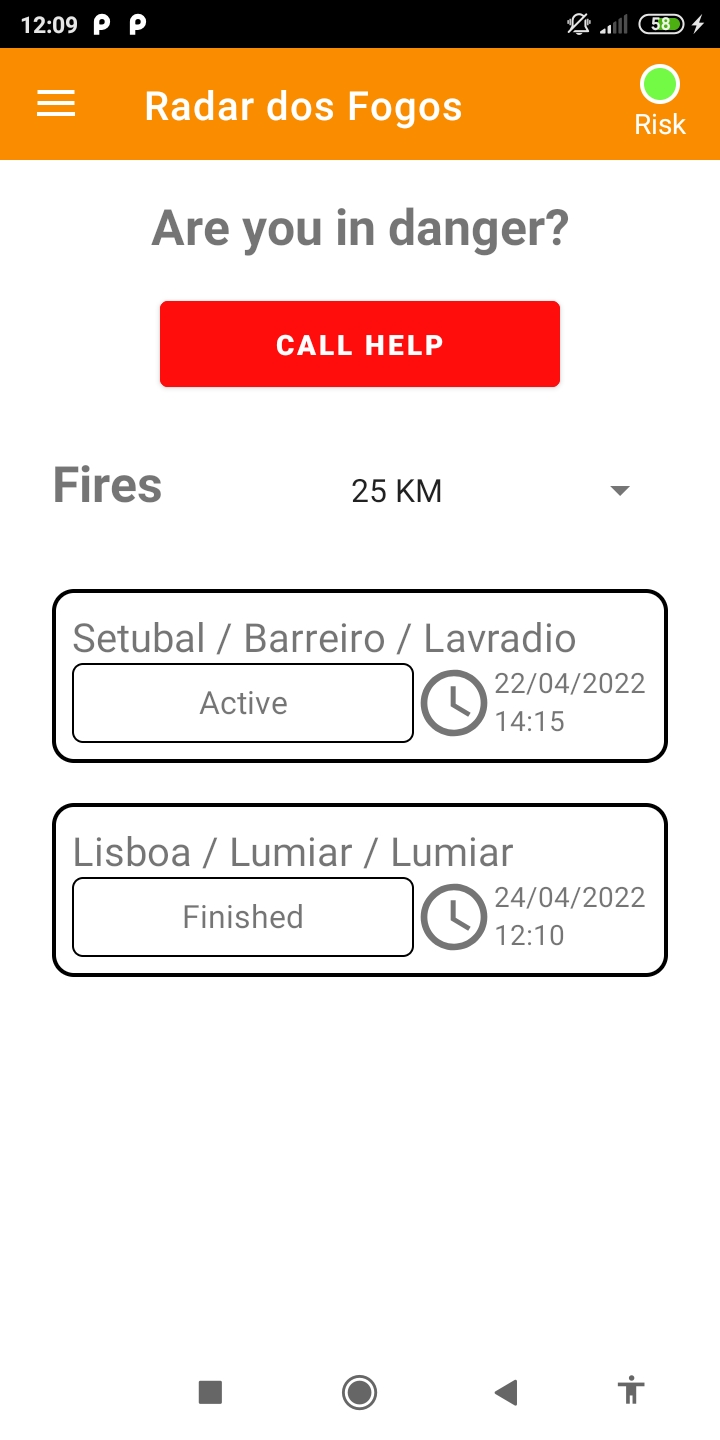 12:09
58
Radar dos Fogos
Risk
Are you in danger?
CALL HELP
Fires
25 KM
Setubal / Barreiro / Lavradio
Active
22/04/2022
14:15
Lisboa / Lumiar / Lumiar
Finished
24/04/2022
12:10